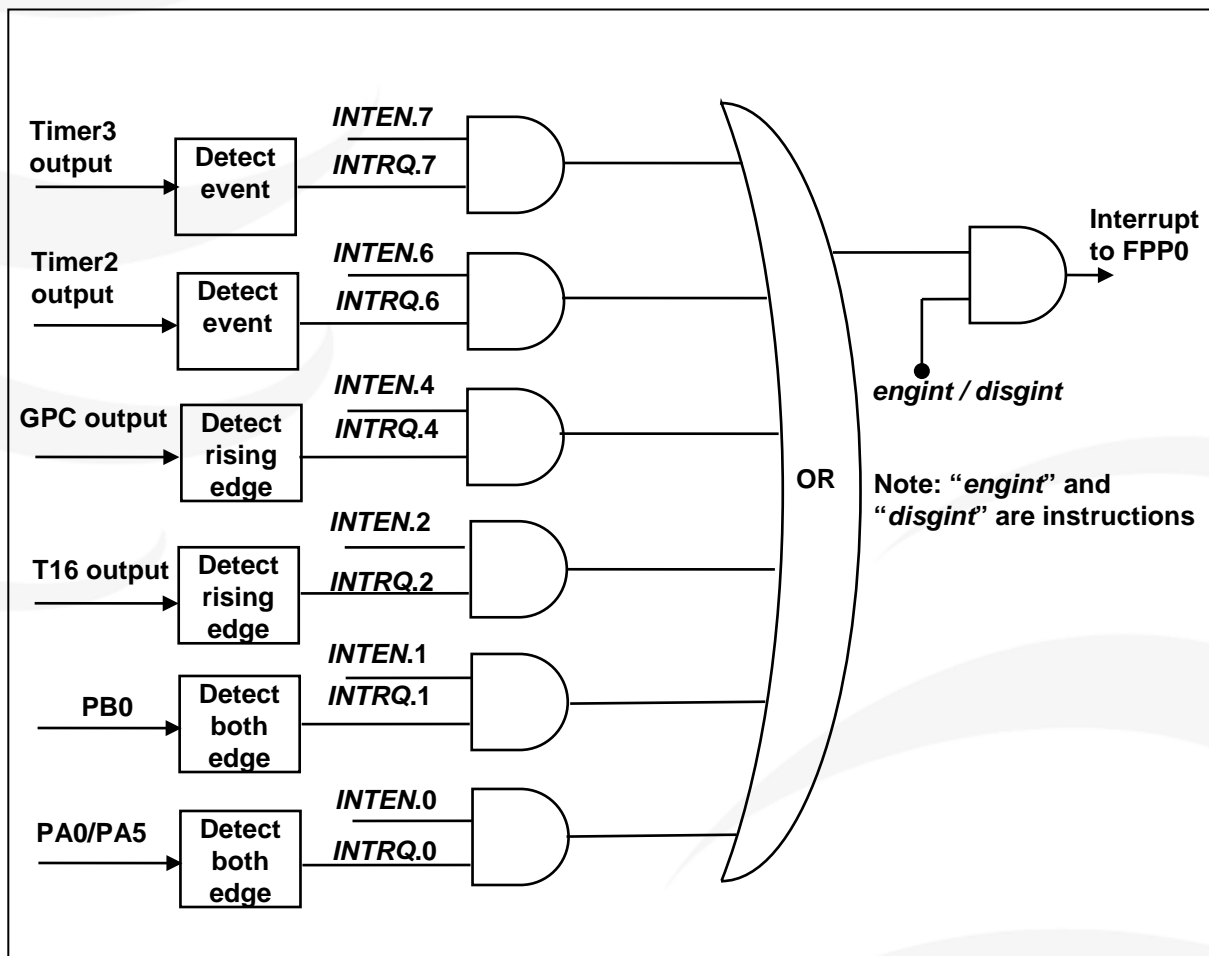 Timer3
output
Detect
event
INTEN.7
INTRQ.7
Timer2
output
Detect
event
INTEN.6
INTRQ.6
GPC output
Detect
rising
edge
INTEN.4
INTRQ.4
T16 output
Detect
rising
edge
INTEN.2
INTRQ.2
PB0
Detect
both
edge
INTEN.1
INTRQ.1
PA0/PA5
Detect
both
edge
INTEN.0
INTRQ.0
OR
Interrupt
to FPP0
engint / disgint
Note: “engint” and
“disgint” are instructions